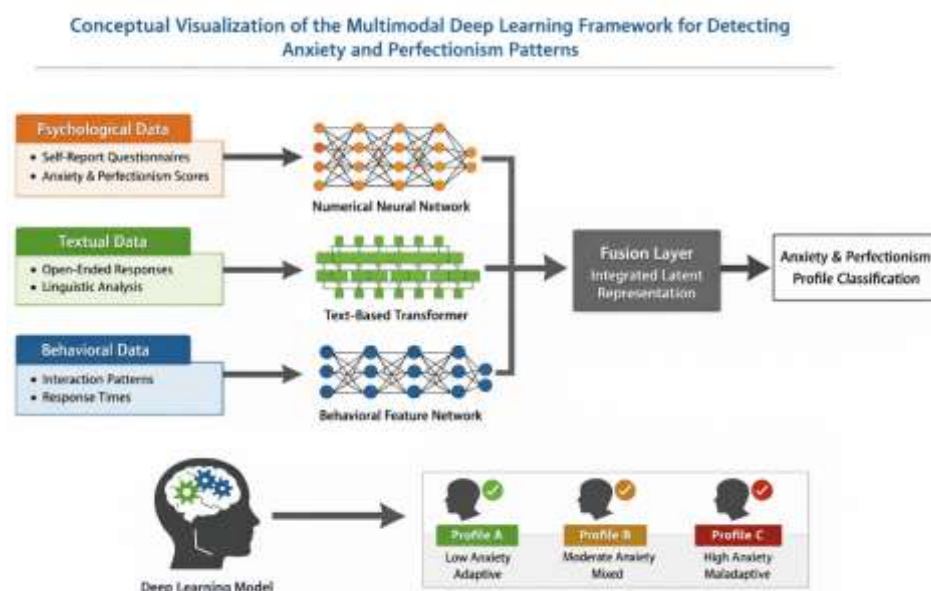 Conceptual Visualization of the Multimodal Deep Learning Framework for Detecting
Anxiety and Perfectionism Patterns
Psychological Data
• Self-Report Questionnaires
• Anxiety & Perfectionism Scores
Numerical Neural Network
Textual Data
• Open-Ended Responses
• Linguistic Analysis
Text-Based Transformer
Behavioral Data
• Interaction Patterns
• Response Times
Behavioral Feature Network
Fusion Layer
Integrated Latent
Representation
Anxiety & Perfectionism
Profile Classification
Deep Learning Model
Profile A
Low Anxiety
Adaptive
Profile B
Moderate Anxiety
Mixed
Profile C
High Anxiety
Maladaptive